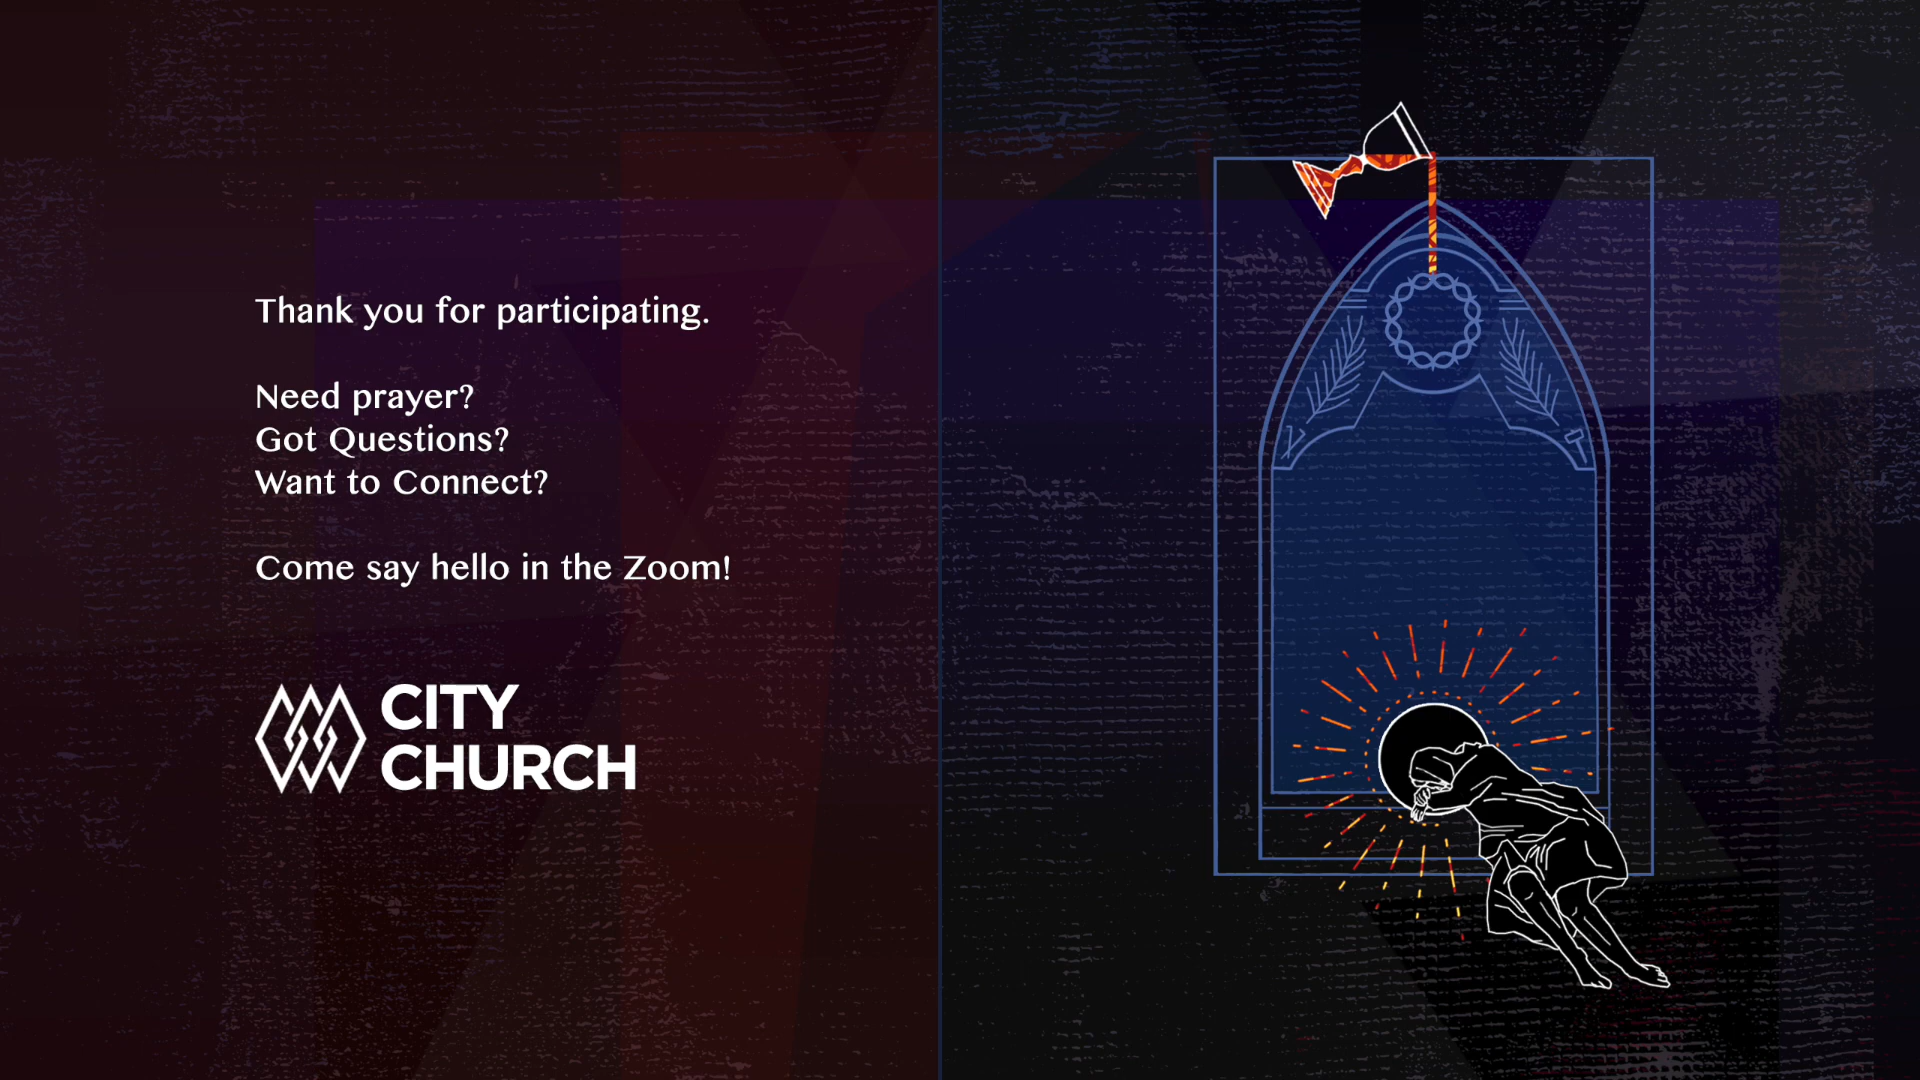 Thank you for participating.
Need prayer?
Got Questions?
Want to Connect?
Come say hello in the Zoom!
CITY
CHURCH